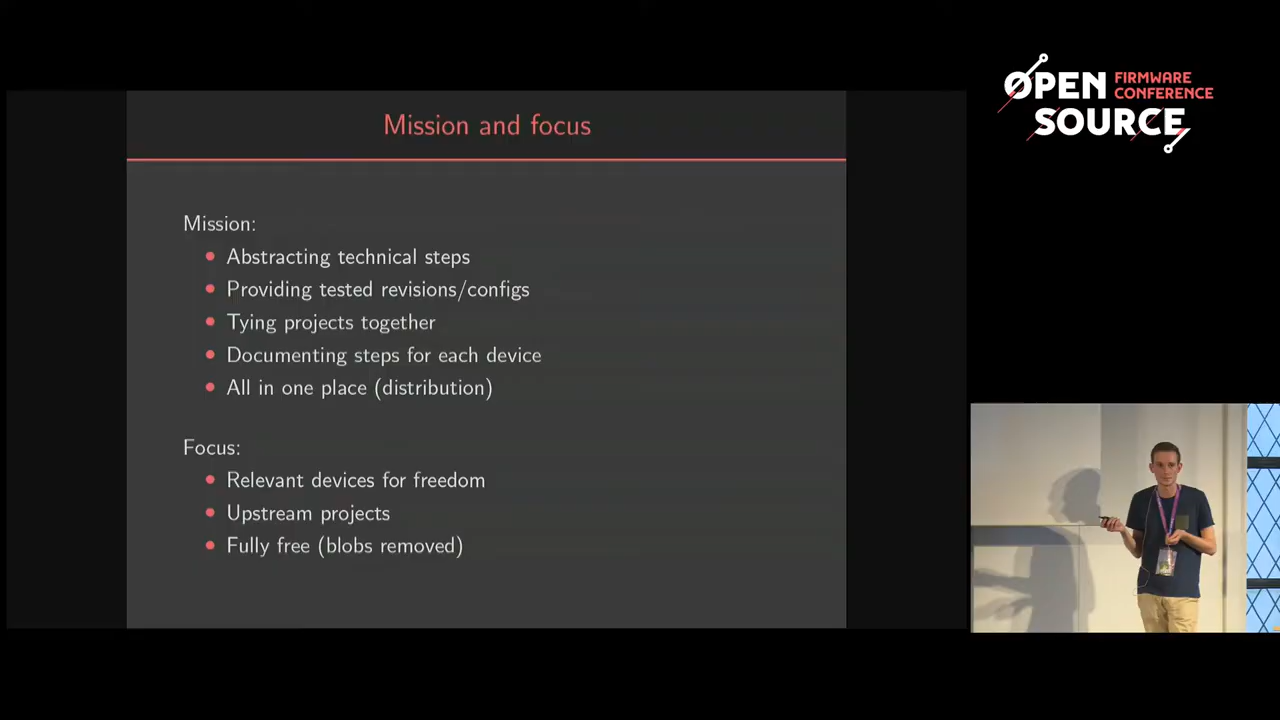 Mission and focus
Mission:
Abstracting technical steps
Providing tested revisions/configs
Tying projects together
Documenting steps for each device
All in one place (distribution)
Focus:
Relevant devices for freedom
Upstream projects
Fully free (blobs removed)
OPEN FIRMWARE
CONFERENCE
SOURCE